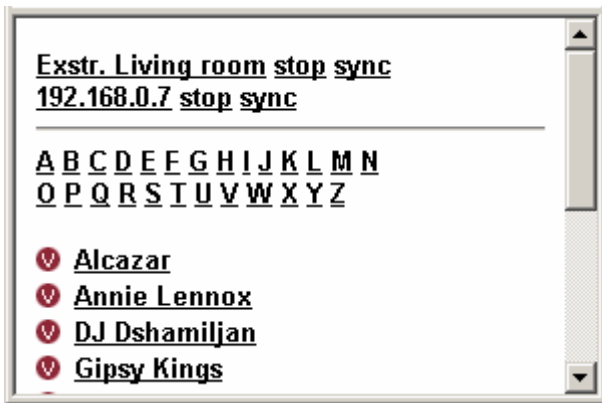 Exstr. Living room stop sync
192.168.0.7 stop sync
A B C D E F G H I J K L M N
O P Q R S T U V W X Y Z
V Alcazar
V Annie Lennox
V DJ Dshamiljan
V Gipsy Kings